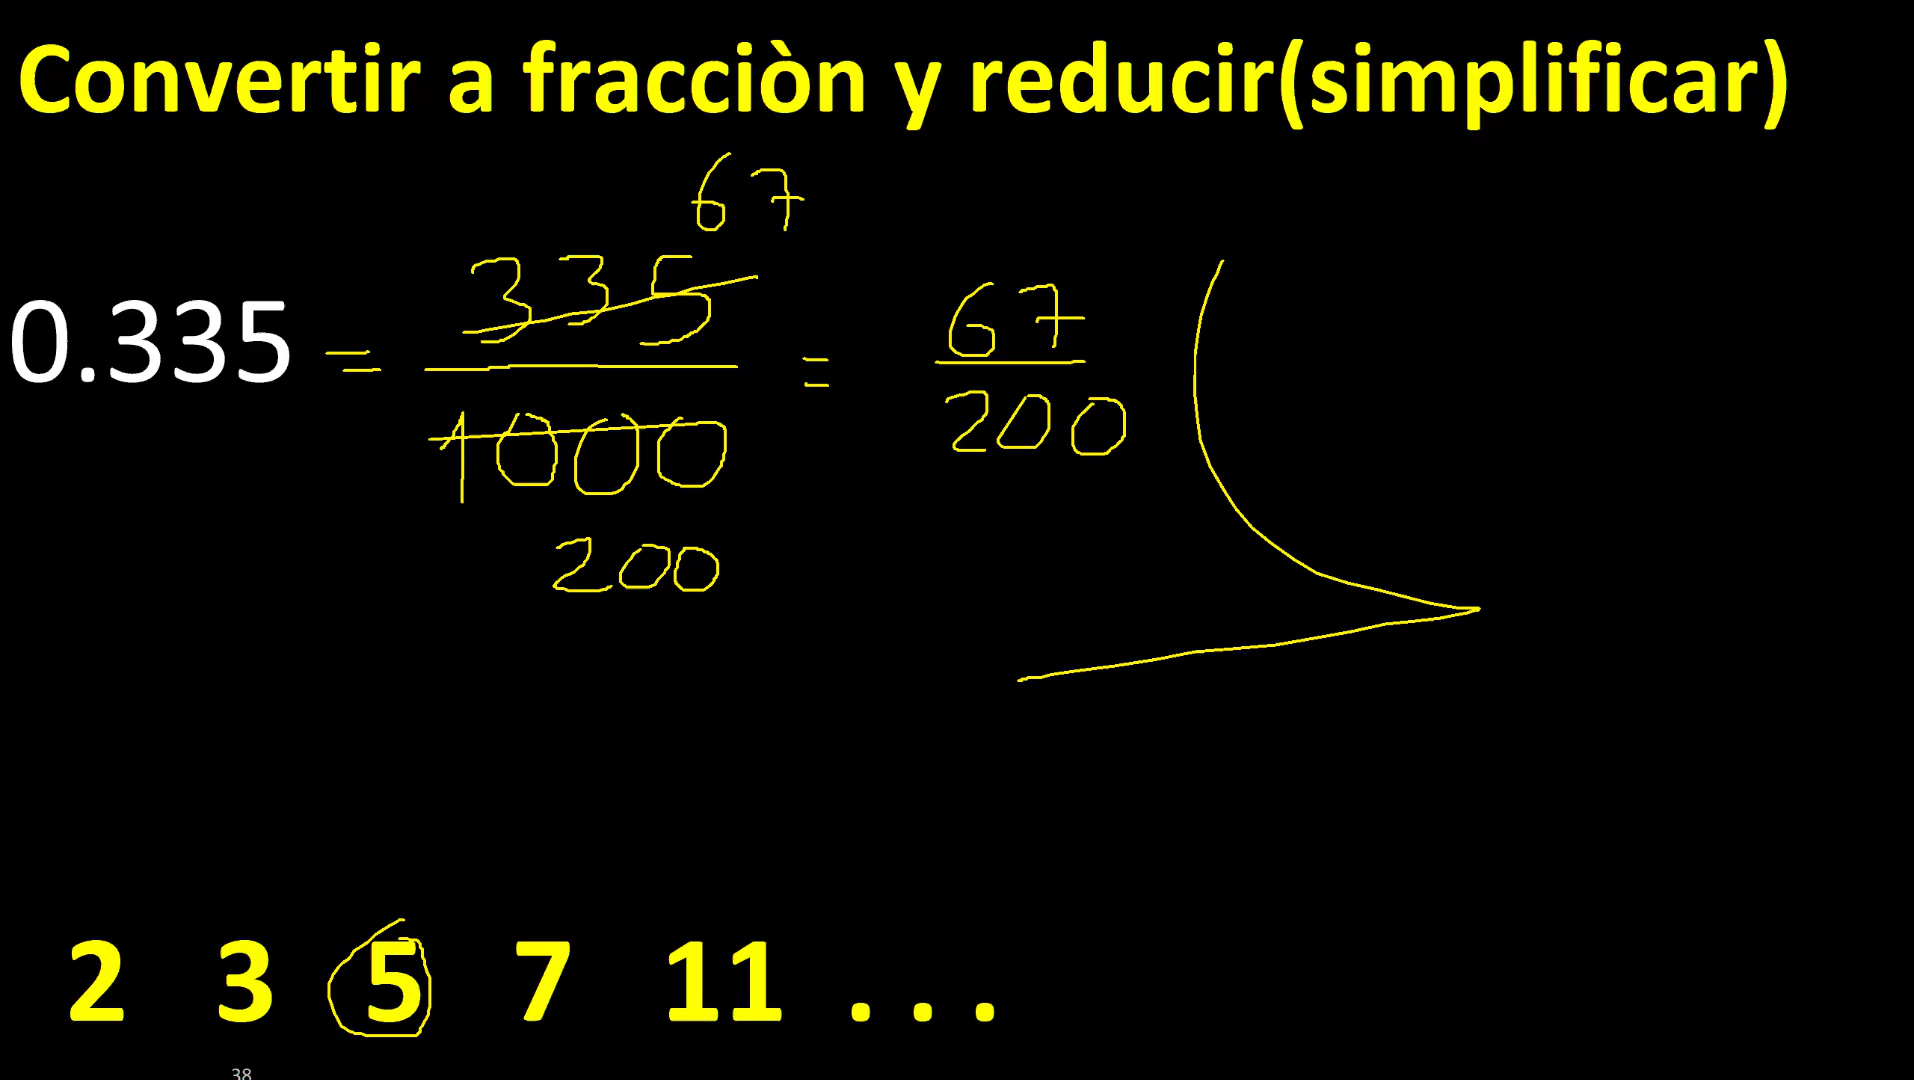 Convertir a fracciòn y reducir(simplificar)
67
0.335 = 335/1000 = 67/200
200
2 3 5 7 11 . . .
38